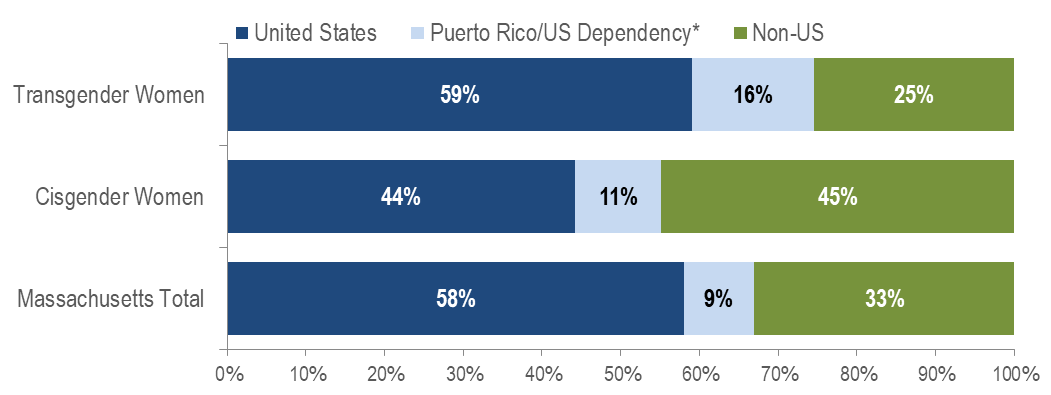 United States Puerto Rico/US Dependency* Non-US
Transgender Women 59% 16% 25%
Cisgender Women 44% 11% 45%
Massachusetts Total 58% 9% 33%
0% 10% 20% 30% 40% 50% 60% 70% 80% 90% 100%